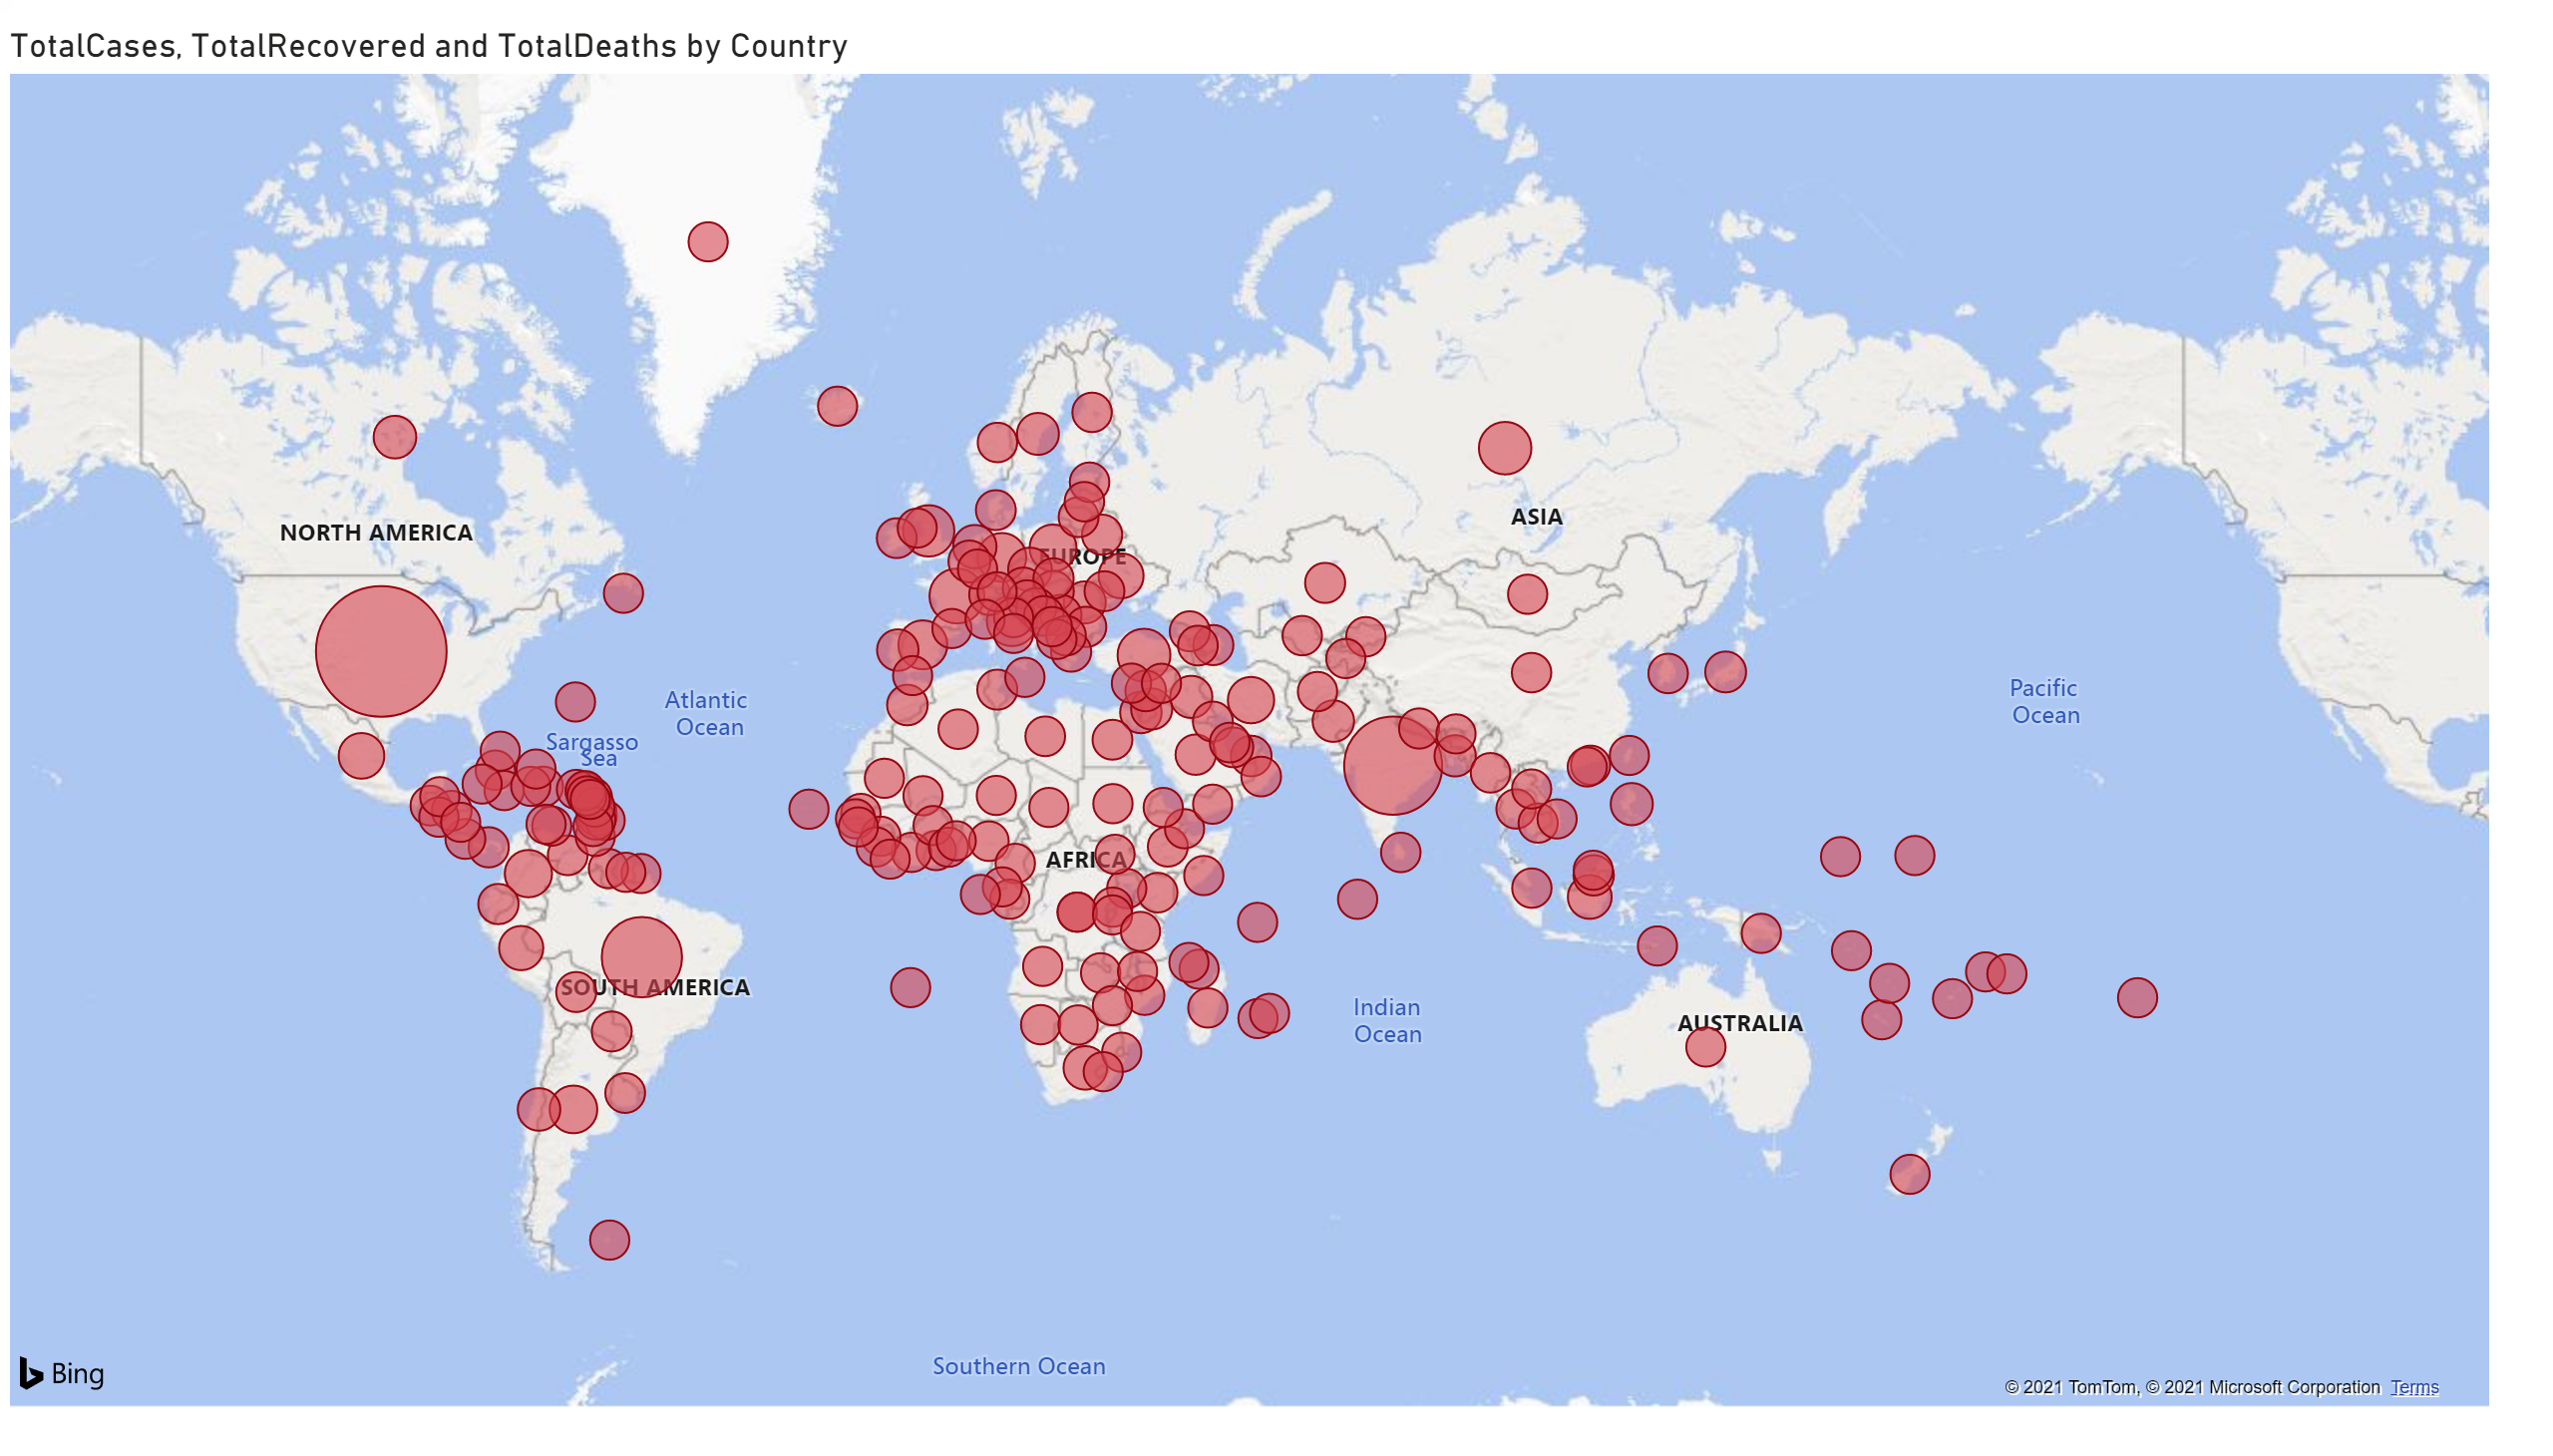 TotalCases, TotalRecovered and TotalDeaths by Country
NORTH AMERICA
ASIA
EUROPE
Atlantic
Ocean
Pacific
Ocean
Sargasso
Sea
AFRICA
SOUTH AMERICA
Indian
Ocean
AUSTRALIA
Southern Ocean
Bing
© 2021 TomTom, © 2021 Microsoft Corporation Terms